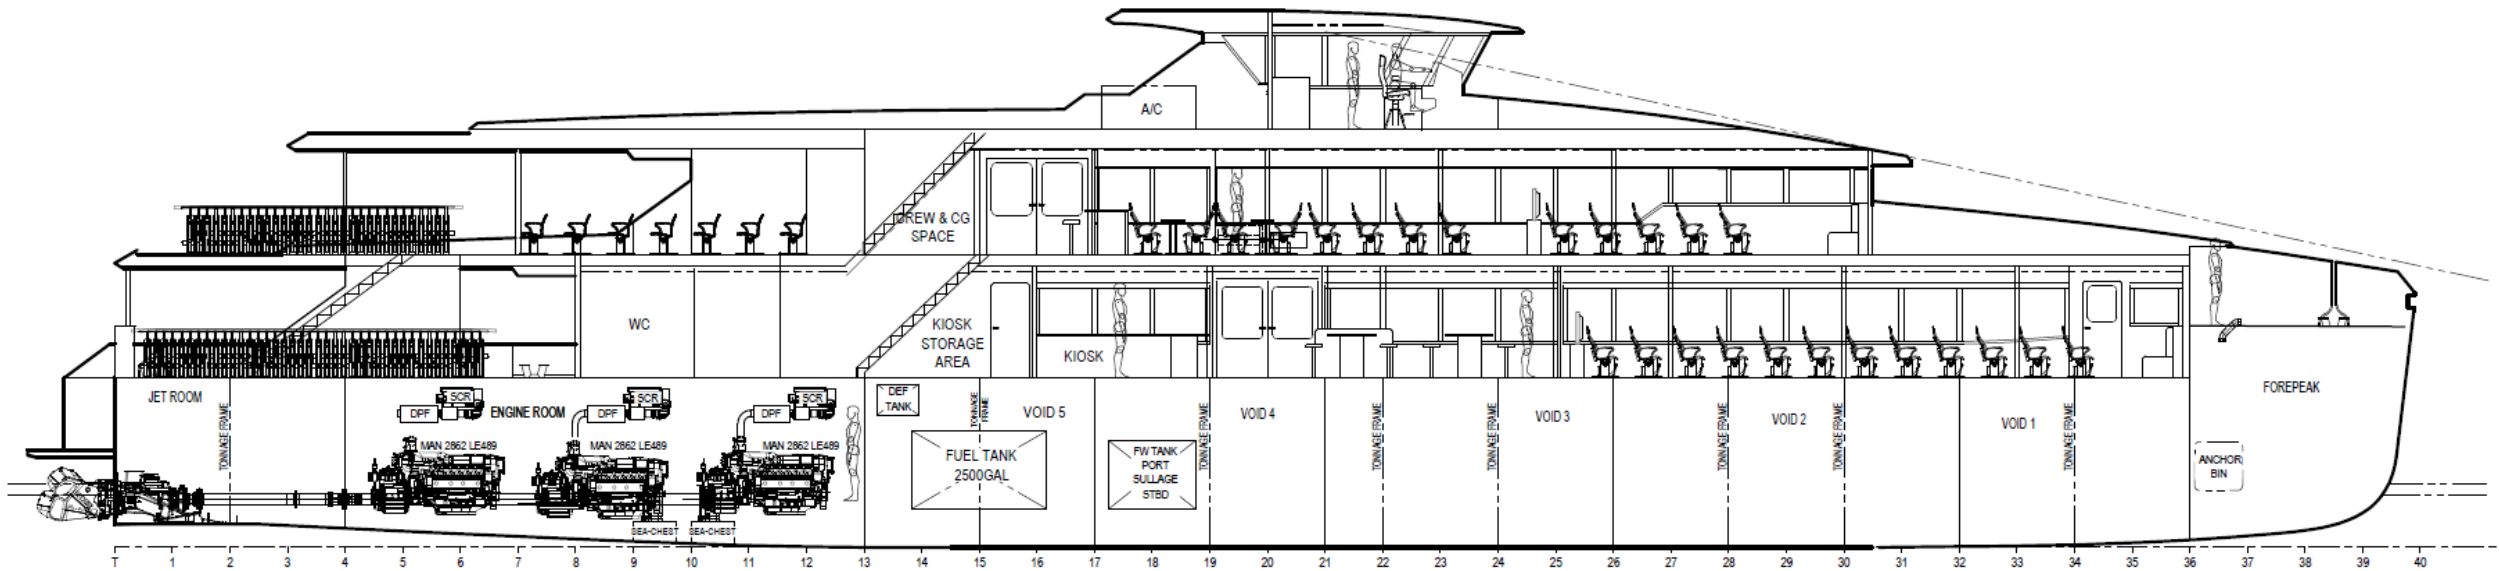 A/C
CREW & CG
SPACE
WC
KIOSK
STORAGE
AREA
KIOSK
JET ROOM
TONNAGE FRAME
DPF
SCR
ENGINE ROOM
DPF
SCR
DPF
SCR
MAN 2862 LE489
MAN 2862 LE489
MAN 2862 LE489
SEA-CHEST
SEA-CHEST
DEF
TANK
TONNAGE
FRAME
FUEL TANK
2500GAL
VOID 5
FW TANK
PORT
SULLAGE
STBD
TONNAGE FRAME
VOID 4
TONNAGE FRAME
TONNAGE FRAME
VOID 3
TONNAGE FRAME
VOID 2
TONNAGE FRAME
VOID 1
TONNAGE FRAME
FOREPEAK
ANCHOR
BIN
T 1 2 3 4 5 6 7 8 9 10 11 12 13 14 15 16 17 18 19 20 21 22 23 24 25 26 27 28 29 30 31 32 33 34 35 36 37 38 39 40